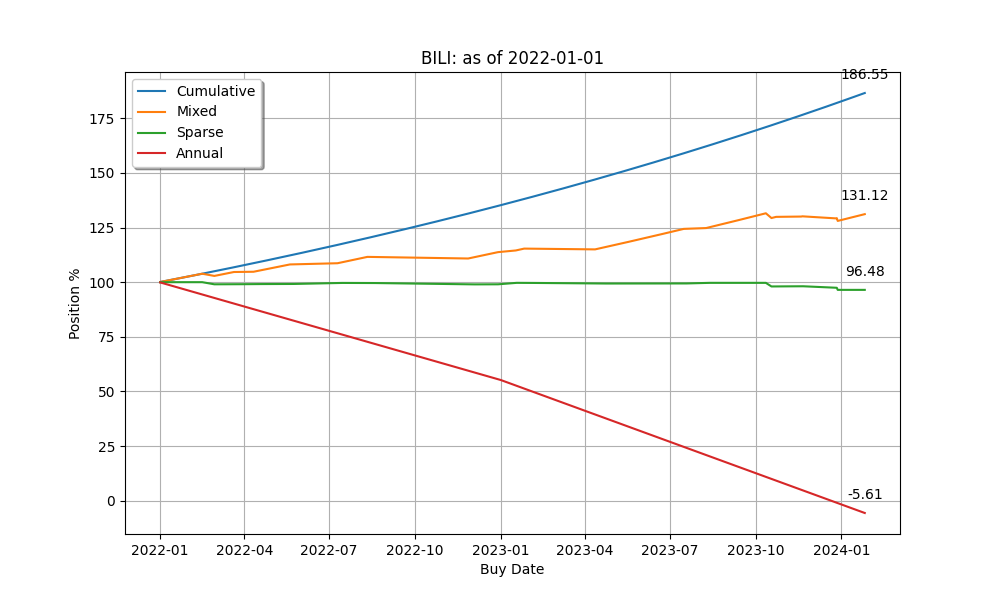 BILI: as of 2022-01-01
Cumulative
Mixed
Sparse
Annual
186.55
131.12
96.48
-5.61
Position %
175
150
125
100
75
50
25
0
2022-01 2022-04 2022-07 2022-10 2023-01 2023-04 2023-07 2023-10 2024-01
Buy Date